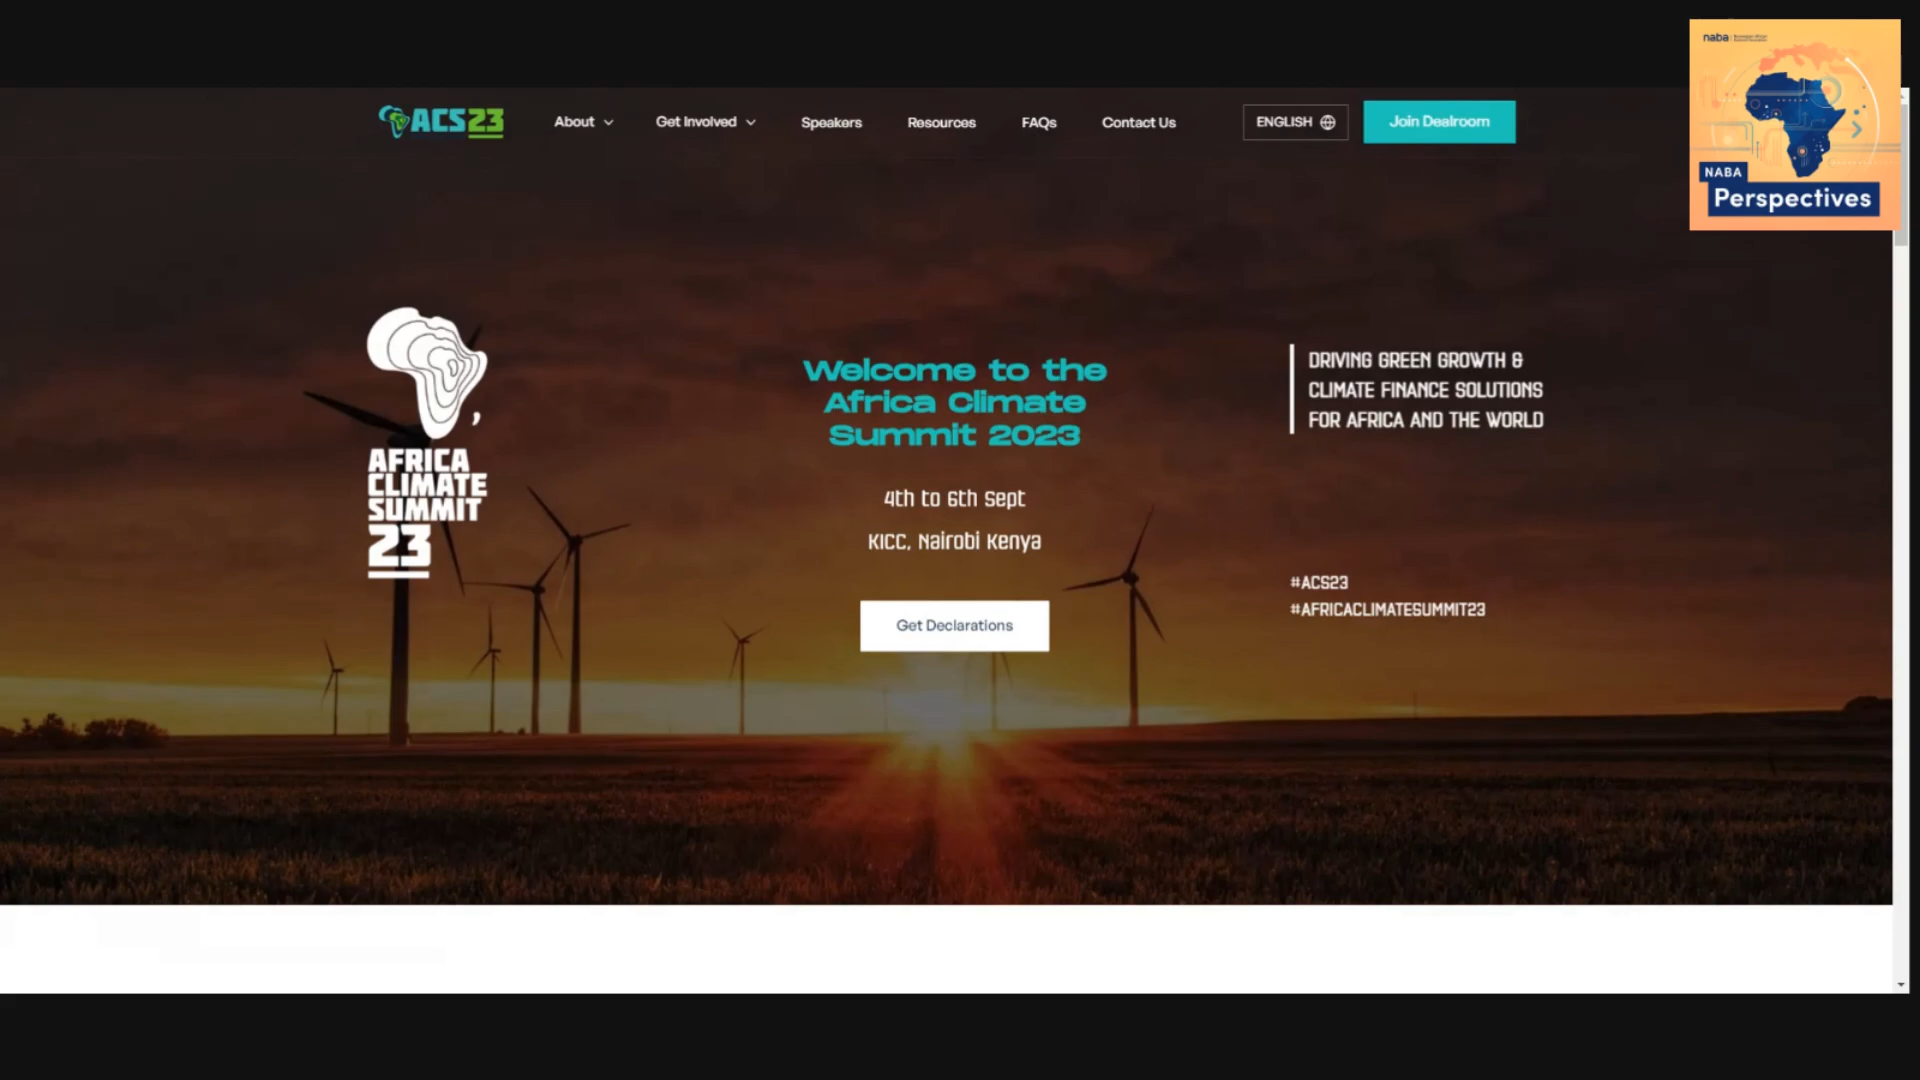 naba
NABA
Perspectives
ACS23
About
Get Involved
Speakers
Resources
FAQs
Contact Us
ENGLISH
Join Dealroom
AFRICA
CLIMATE
SUMMIT
23
Welcome to the
Africa Climate
Summit 2023
4th to 6th Sept
KICC, Nairobi Kenya
Get Declarations
DRIVING GREEN GROWTH &
CLIMATE FINANCE SOLUTIONS
FOR AFRICA AND THE WORLD
#ACS23
#AFRICACLIMATESUMMIT23